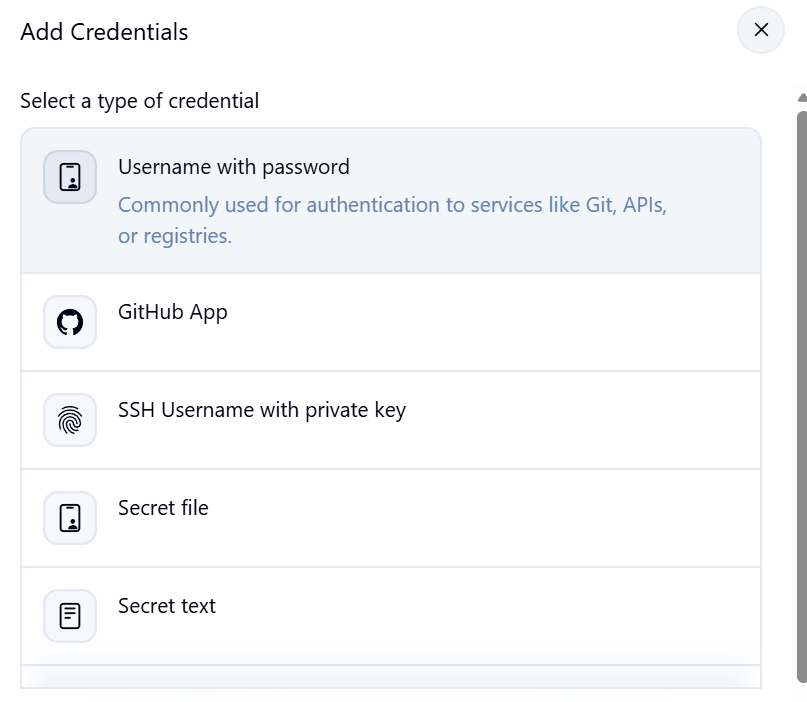 Add Credentials
Select a type of credential
Username with password
Commonly used for authentication to services like Git, APIs,
or registries.
GitHub App
SSH Username with private key
Secret file
Secret text